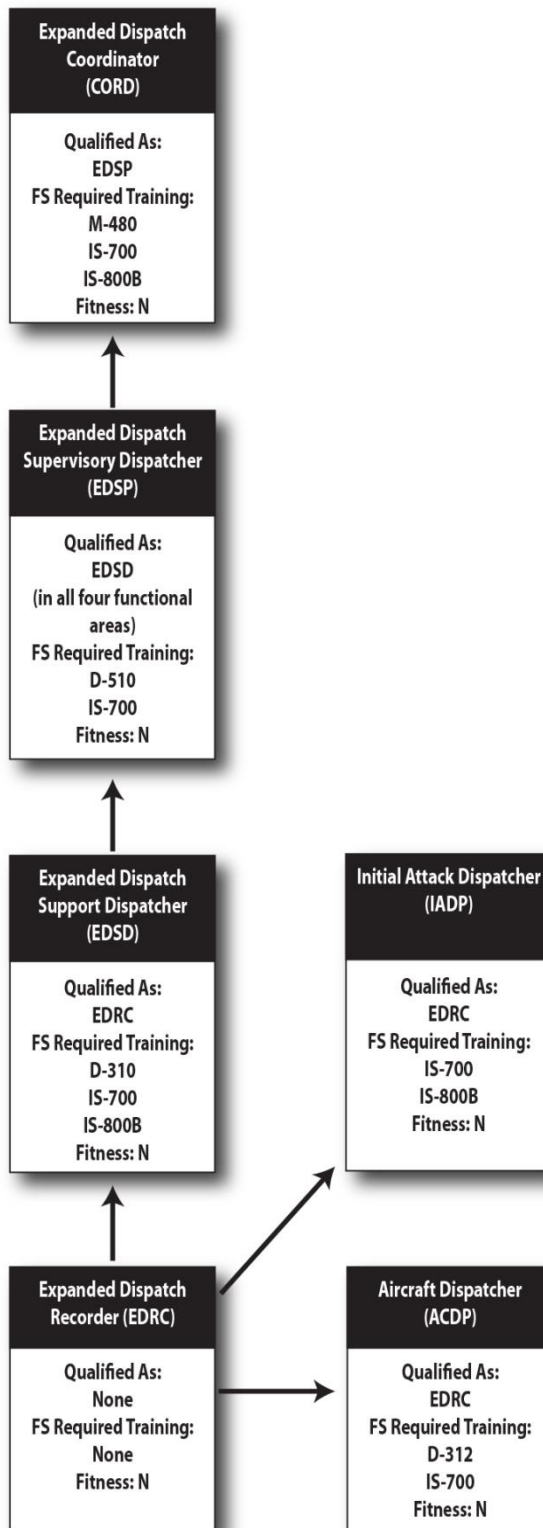 Expanded Dispatch
Coordinator
(CORD)
Qualified As:
EDSP
FS Required Training:
M-480
IS-700
IS-800B
Fitness: N
Expanded Dispatch
Supervisory Dispatcher
(EDSP)
Qualified As:
EDSD
(in all four functional
areas)
FS Required Training:
D-510
IS-700
Fitness: N
Expanded Dispatch
Support Dispatcher
(EDSD)
Qualified As:
EDRC
FS Required Training:
D-310
IS-700
IS-800B
Fitness: N
Initial Attack Dispatcher
(IADP)
Qualified As:
EDRC
FS Required Training:
IS-700
IS-800B
Fitness: N
Expanded Dispatch
Recorder (EDRC)
Qualified As:
None
FS Required Training:
None
Fitness: N
Aircraft Dispatcher
(ACDP)
Qualified As:
EDRC
FS Required Training:
D-312
IS-700
Fitness: N